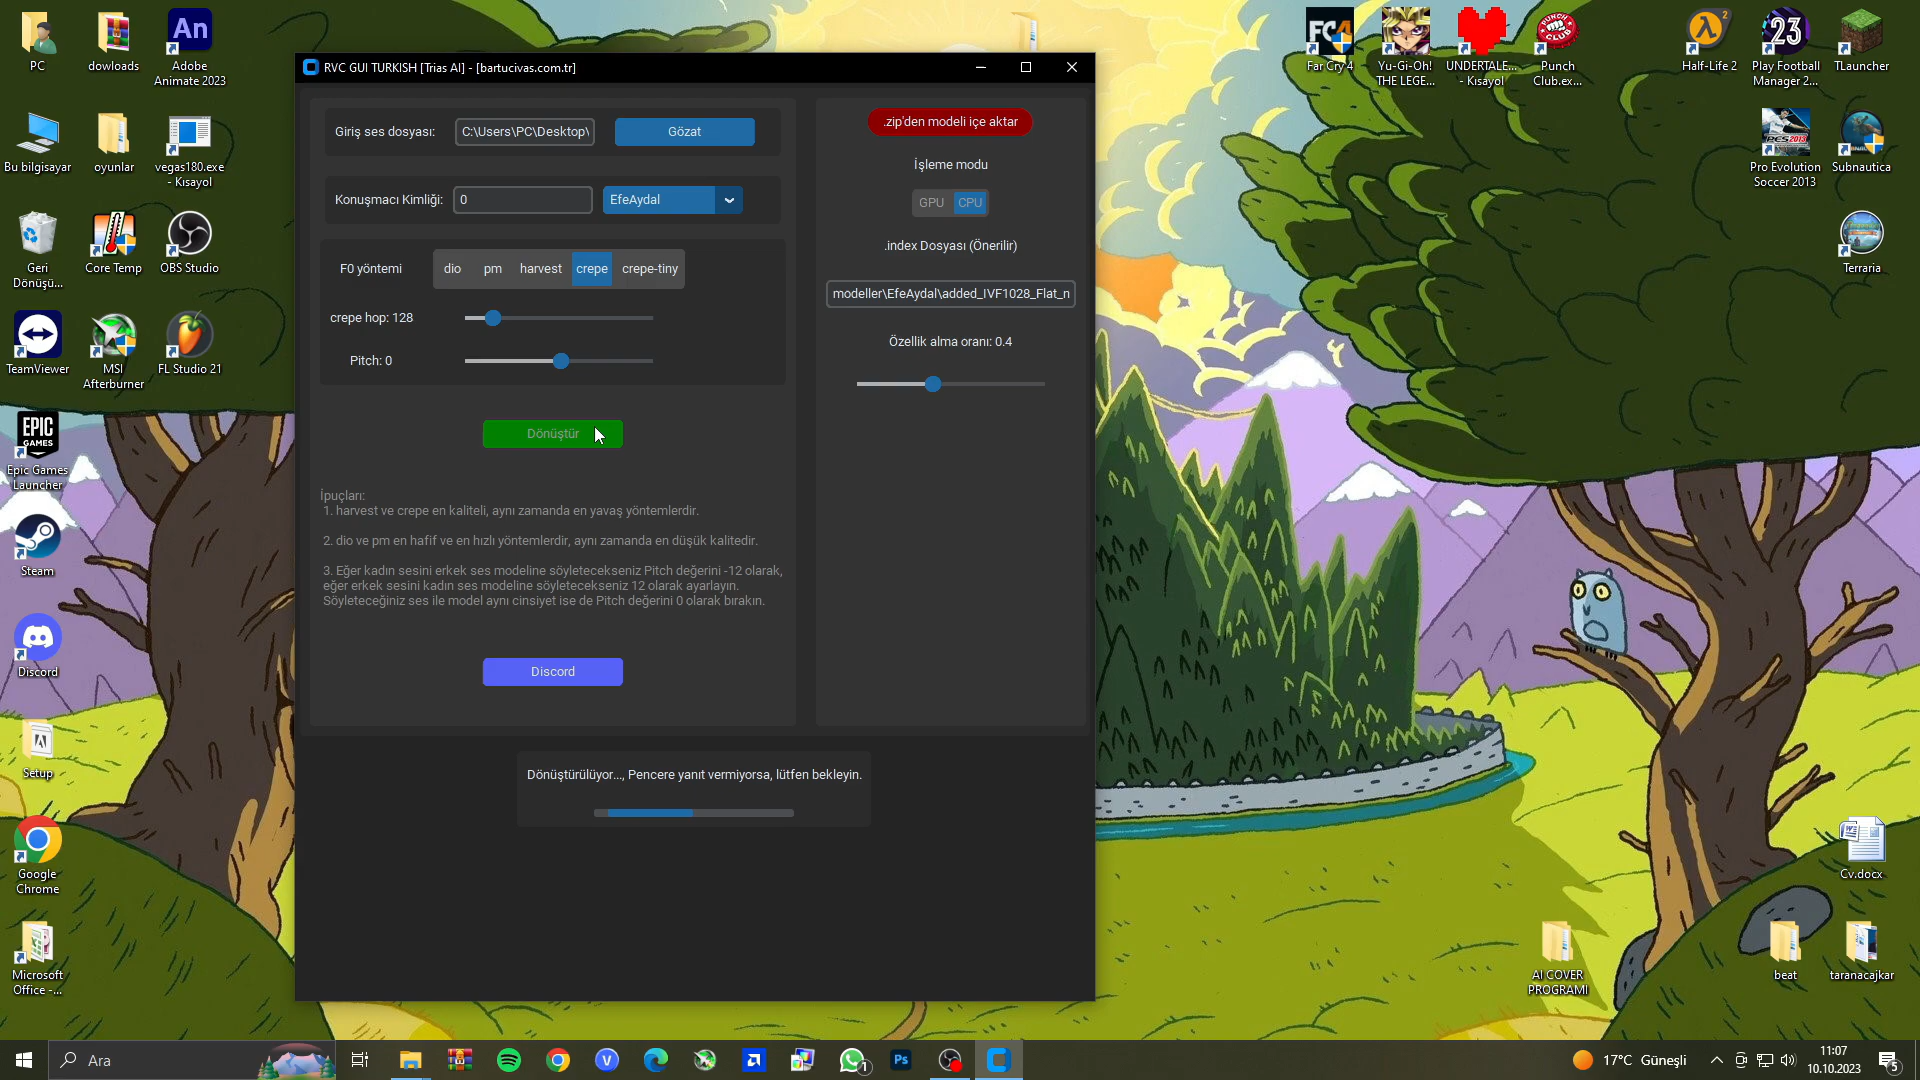 PC
dowloads
Adobe
Animate 2023
Bu bilgisayar
oyunlar
vegas180.exe
- Kısayol
Geri
Dönüşü...
Core Temp
OBS Studio
TeamViewer
MSI
Afterburner
FL Studio 21
EPIC
GAMES
Epic Games
Launcher
Steam
Discord
Setup
Google
Chrome
Microsoft
Office -...
RVC GUI TURKISH [Trias AI] - [bartucivas.com.tr]
Giriş ses dosyası:
C:\Users\PC\Desktop\
Gözat
Konuşmacı Kimliği:
0
EfeAydal
F0 yöntemi
dio
pm
harvest
crepe
crepe-tiny
crepe hop: 128
Pitch: 0
Dönüştür
İpuçları:
1. harvest ve crepe en kaliteli, aynı zamanda en yavaş yöntemlerdir.
2. dio ve pm en hafif ve en hızlı yöntemlerdir, aynı zamanda en düşük kalitedir.
3. Eğer kadın sesini erkek ses modeline söyletecekseniz Pitch değerini -12 olarak,
eğer erkek sesini kadın ses modeline söyletecekseniz 12 olarak ayarlayın.
Söyleteceğiniz ses ile model aynı cinsiyet ise de Pitch değerini 0 olarak bırakın.
Discord
.zip'den modeli içe aktar
İşleme modu
GPU
CPU
.index Dosyası (Önerilir)
modeller\EfeAydal\added_IVF1028_Flat_n
Özellik alma oranı: 0.4
Dönüştürülüyor..., Pencere yanıt vermiyorsa, lütfen bekleyin.
Far Cry 4
Yu-Gi-Oh!
THE LEGE...
UNDERTALE...
- Kısayol
Punch
Club.ex...
Half-Life 2
Play Football
Manager 2...
TLauncher
Pro Evolution
Soccer 2013
Subnautica
Terraria
Cv.docx
AI COVER
PROGRAMI
beat
taranacajkar
Ara
17°C Güneşli
11:07
10.10.2023